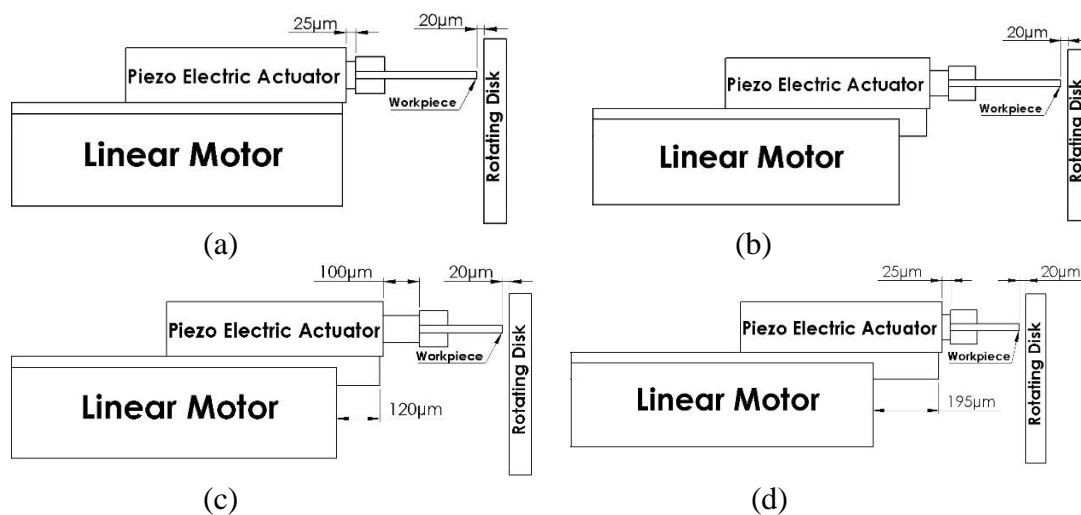 25µm
20µm
Piezo Electric Actuator
Workpiece
Linear Motor
Rotating Disk
(a)
20µm
Piezo Electric Actuator
Workpiece
Linear Motor
Rotating Disk
(b)
100µm
20µm
Piezo Electric Actuator
Workpiece
Linear Motor
120µm
Rotating Disk
(c)
25µm
20µm
Piezo Electric Actuator
Workpiece
Linear Motor
195µm
Rotating Disk
(d)